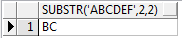 SUBSTR('ABCDEF',2,2)
1 BC